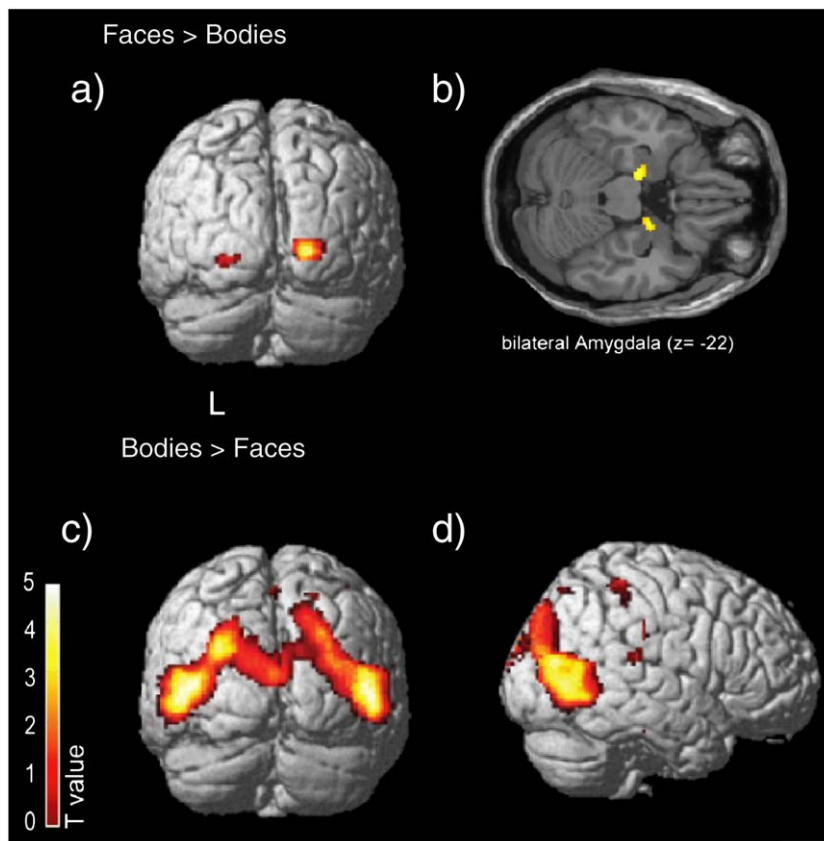 Faces > Bodies
a)
b)
bilateral Amygdala (z= -22)
L
Bodies > Faces
c)
d)
5
4
3
2
1
0
T value